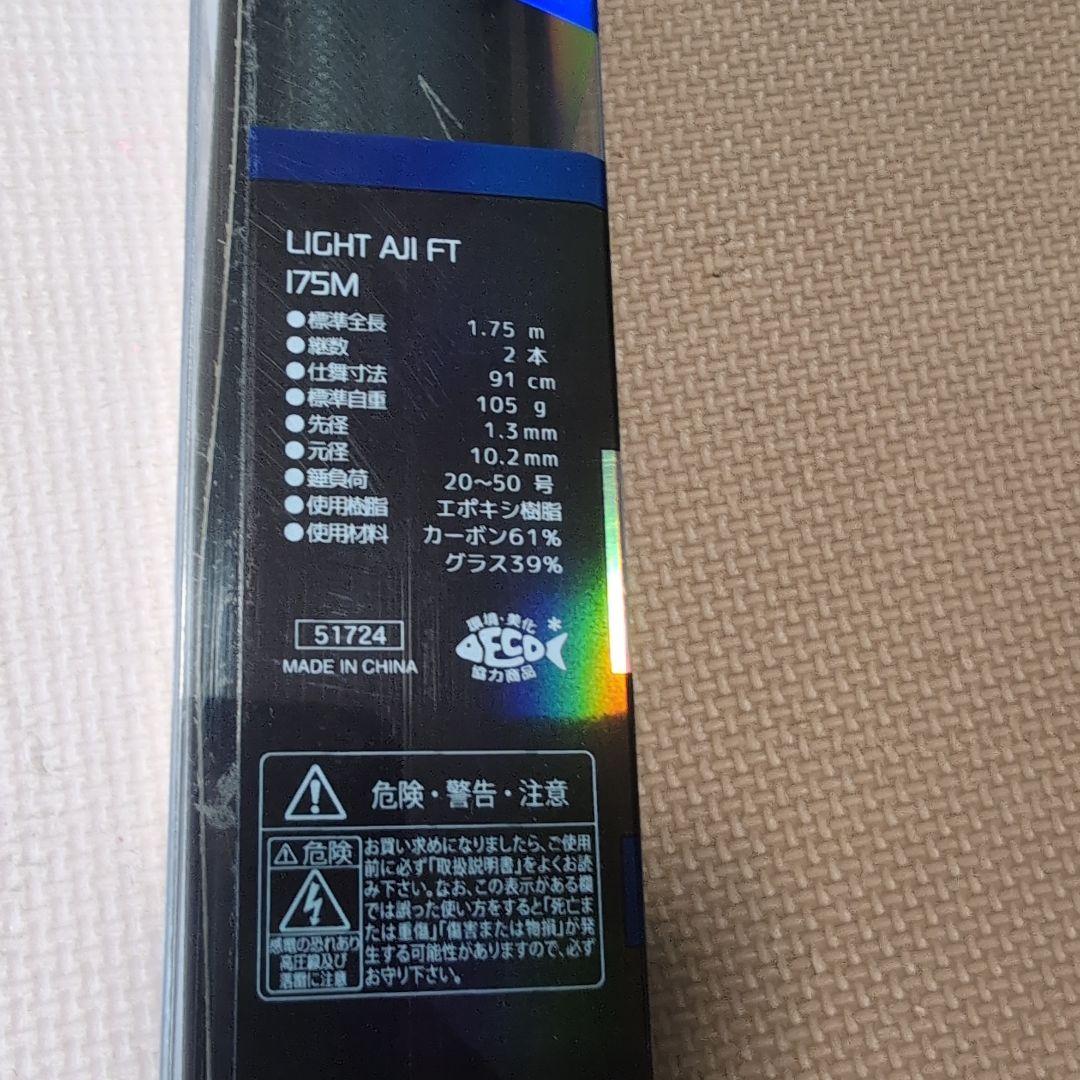 LIGHT AJI FT
175M
●標準全長 1.75 m
●継数 2 本
●仕舞寸法 91 cm
●標準自重 105 g
●先径 1.3mm
●元径 10.2mm
●錘負荷 20〜50 号
●使用樹脂 エポキシ樹脂
●使用材料 カーボン61%
グラス39%
51724
MADE IN CHINA
環境・美化
ECO
協力商品
危険・警告・注意
危険
感電の恐れあり
高圧線及び
落雷に注意
お買い求めになりましたら、ご使用
前に必ず「取扱説明書」をよくお読
み下さい。なお、この表示がある欄
では誤った使い方をすると「死亡ま
たは重傷」「傷害または物損」が発
生する可能性がありますので、必ず
お守り下さい。